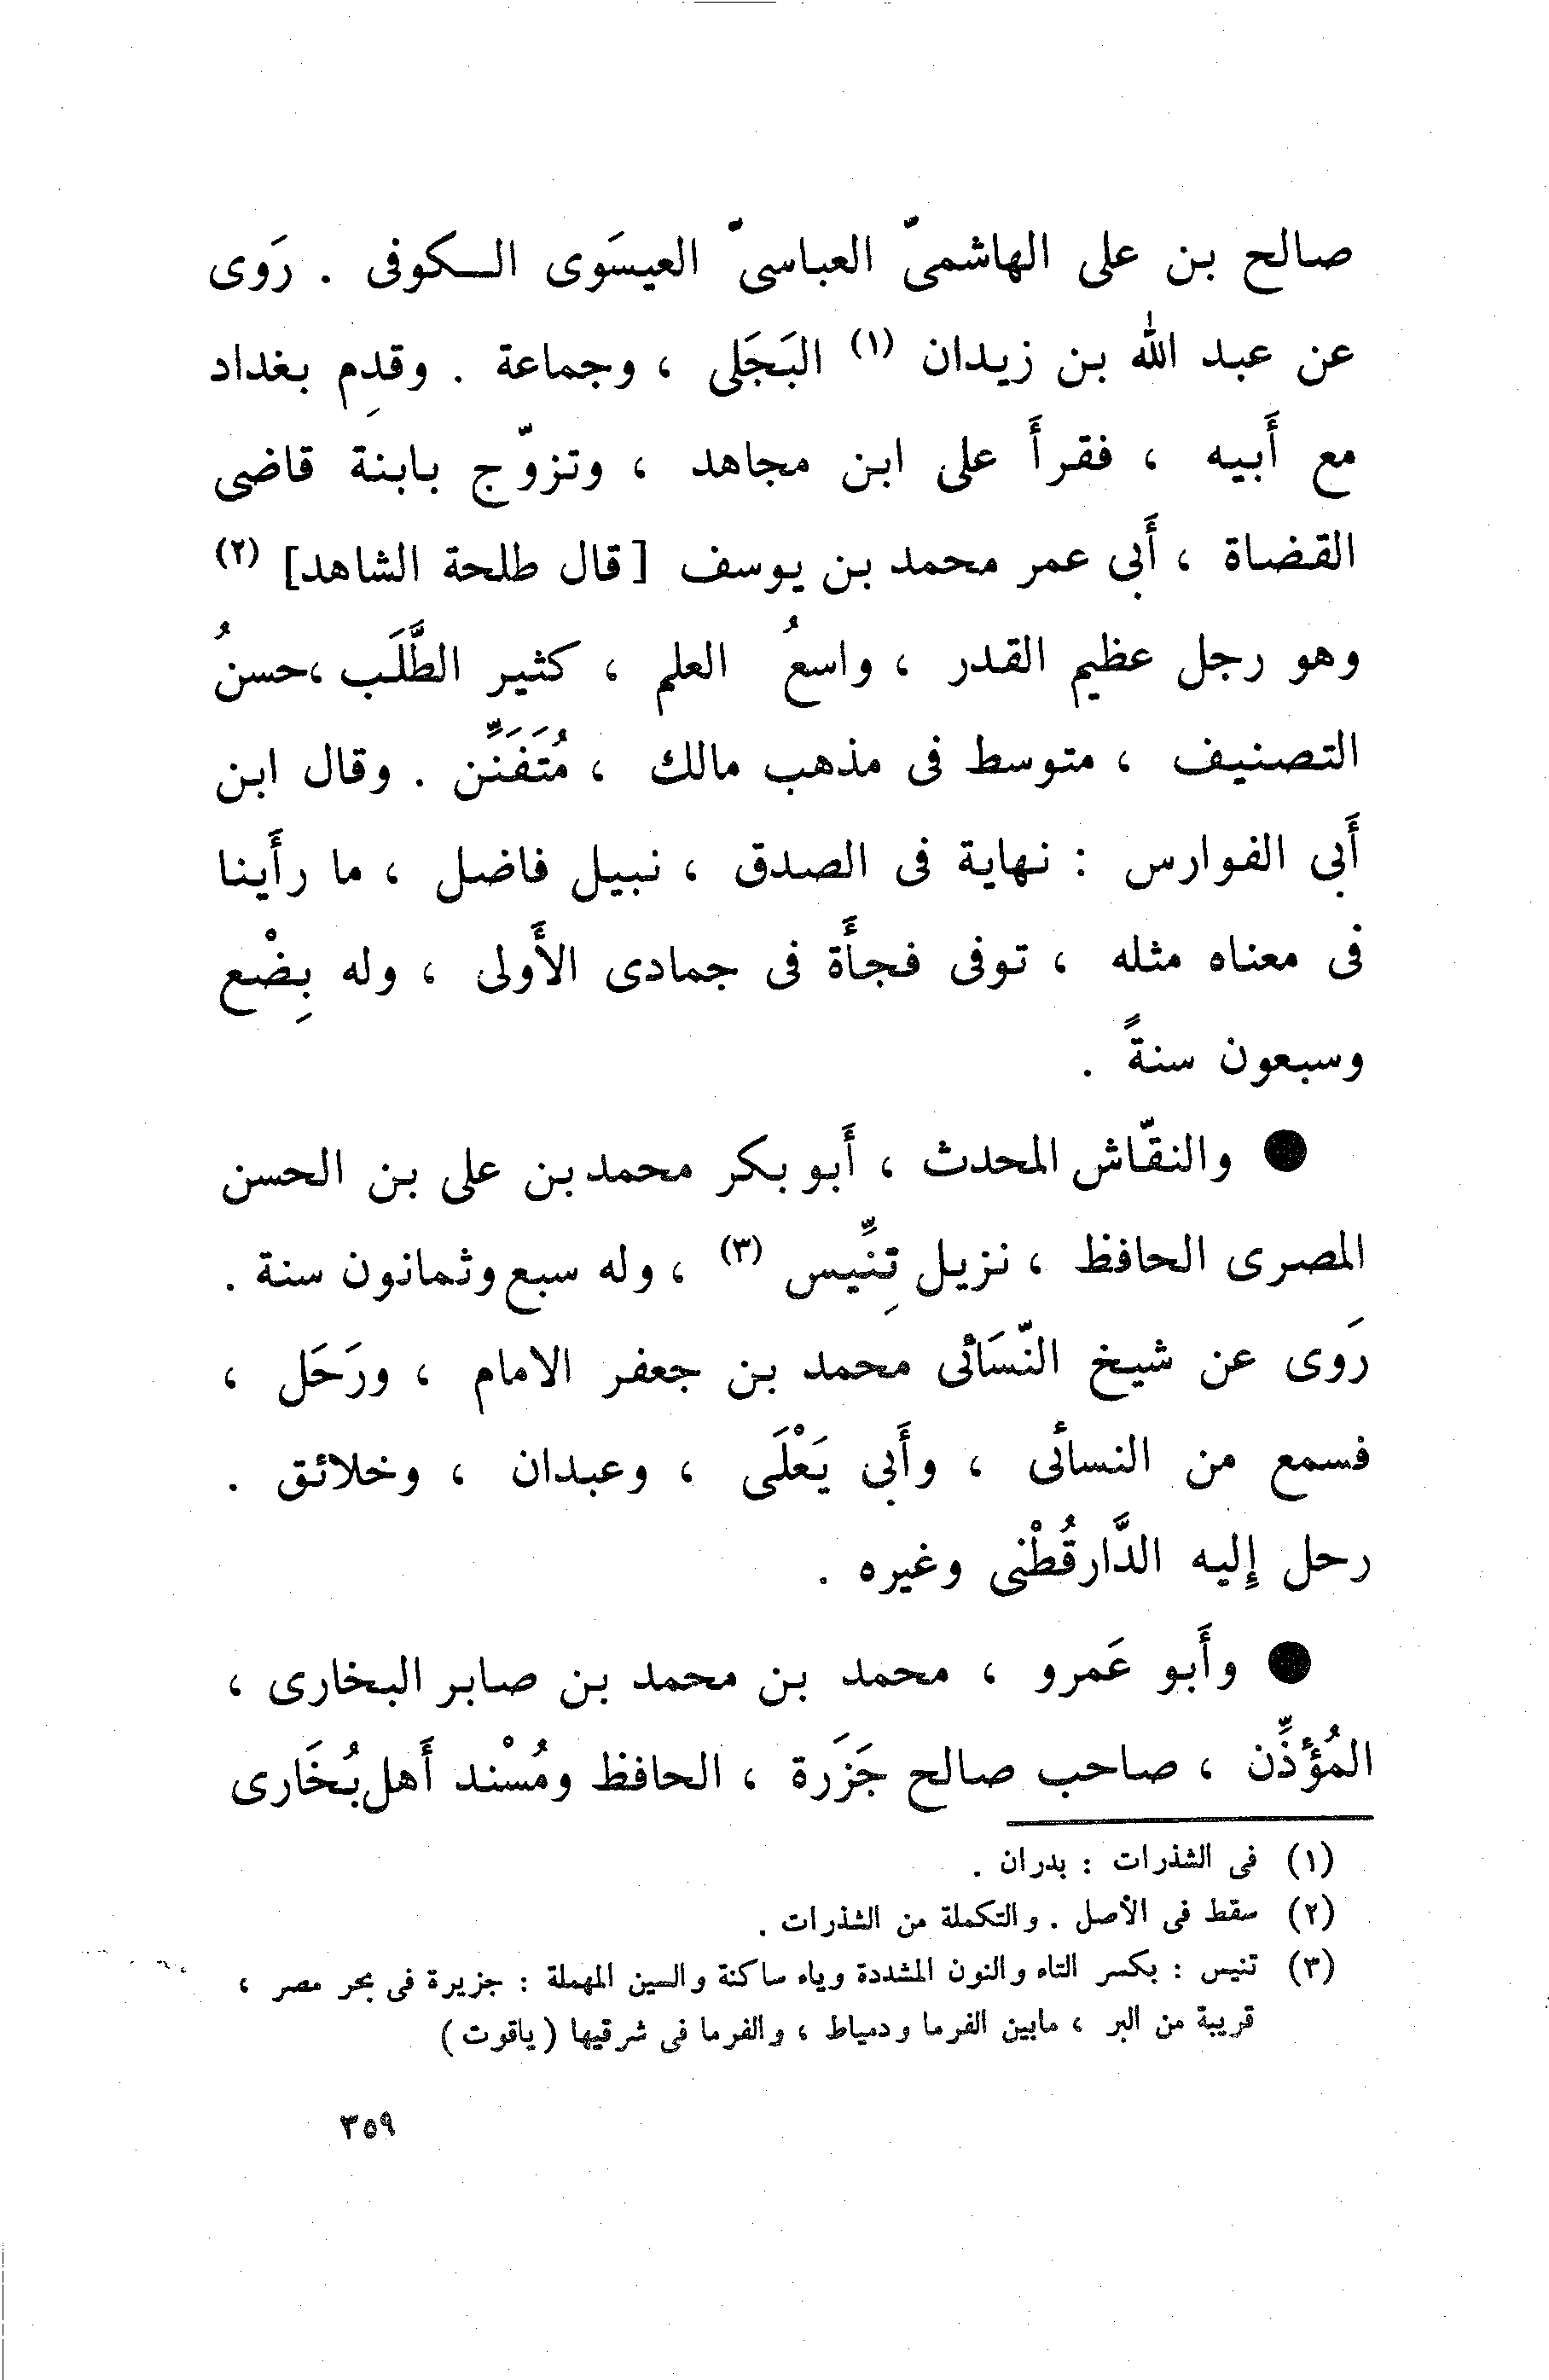 صالح بن على الهاشمىّ العباسىّ العيسَوى الـكوفى . رَوى
عن عبد الله بن زيدان (١) البَجَلى ، وجماعة . وقدِم بغداد
مع أَبيه ، فقرأَ على ابن مجاهد ، وتزوّج بابنة قاضى
القضاة ، أَبى عمر محمد بن يوسف [قال طلحة الشاهد] (٢)
وهو رجل عظيم القدر ، واسعُ العلم ، كثير الطَّلَب ،حسنُ
التصنيف ، متوسط فى مذهب مالك ، مُتَفَنِّن . وقال ابن
أَبى الفوارس : نهاية فى الصدق ، نبيل فاضل ، ما رأَينا
فى معناه مثله ، توفى فجأَة فى جمادى الأَولى ، وله بِضْع
وسبعون سنةً .
● والنقّاش المحدث ، أَبو بكر محمد بن على بن الحسن
المصرى الحافظ ، نزيل تِنِّيس (٣) ، وله سبع وثمانون سنة .
رَوى عن شيخ النّسَائى محمد بن جعفر الامام ، ورَحَل ،
فسمع من النسائى ، وأَبى يَعْلَى ، وعبدان ، وخلائق .
رحل إليه الدَّارقُطْنى وغيره .
● وأَبو عَمرو ، محمد بن محمد بن صابر البخارى ،
المُؤذِّن ، صاحب صالح جَزَرة ، الحافظ ومُسْند أَهل بُخَارى
(١) فى الشذرات : بدران .
(٢) سقط فى الأصل . والتكملة من الشذرات .
(٣) تنيس : بكسر التاء والنون المشددة وياء ساكنة والسين المهملة : جزيرة فى بحر مصر ،
قريبة من البر ، مابين الفرما ودمياط ، والفرما فى شرقيها (ياقوت)
٣٥٩